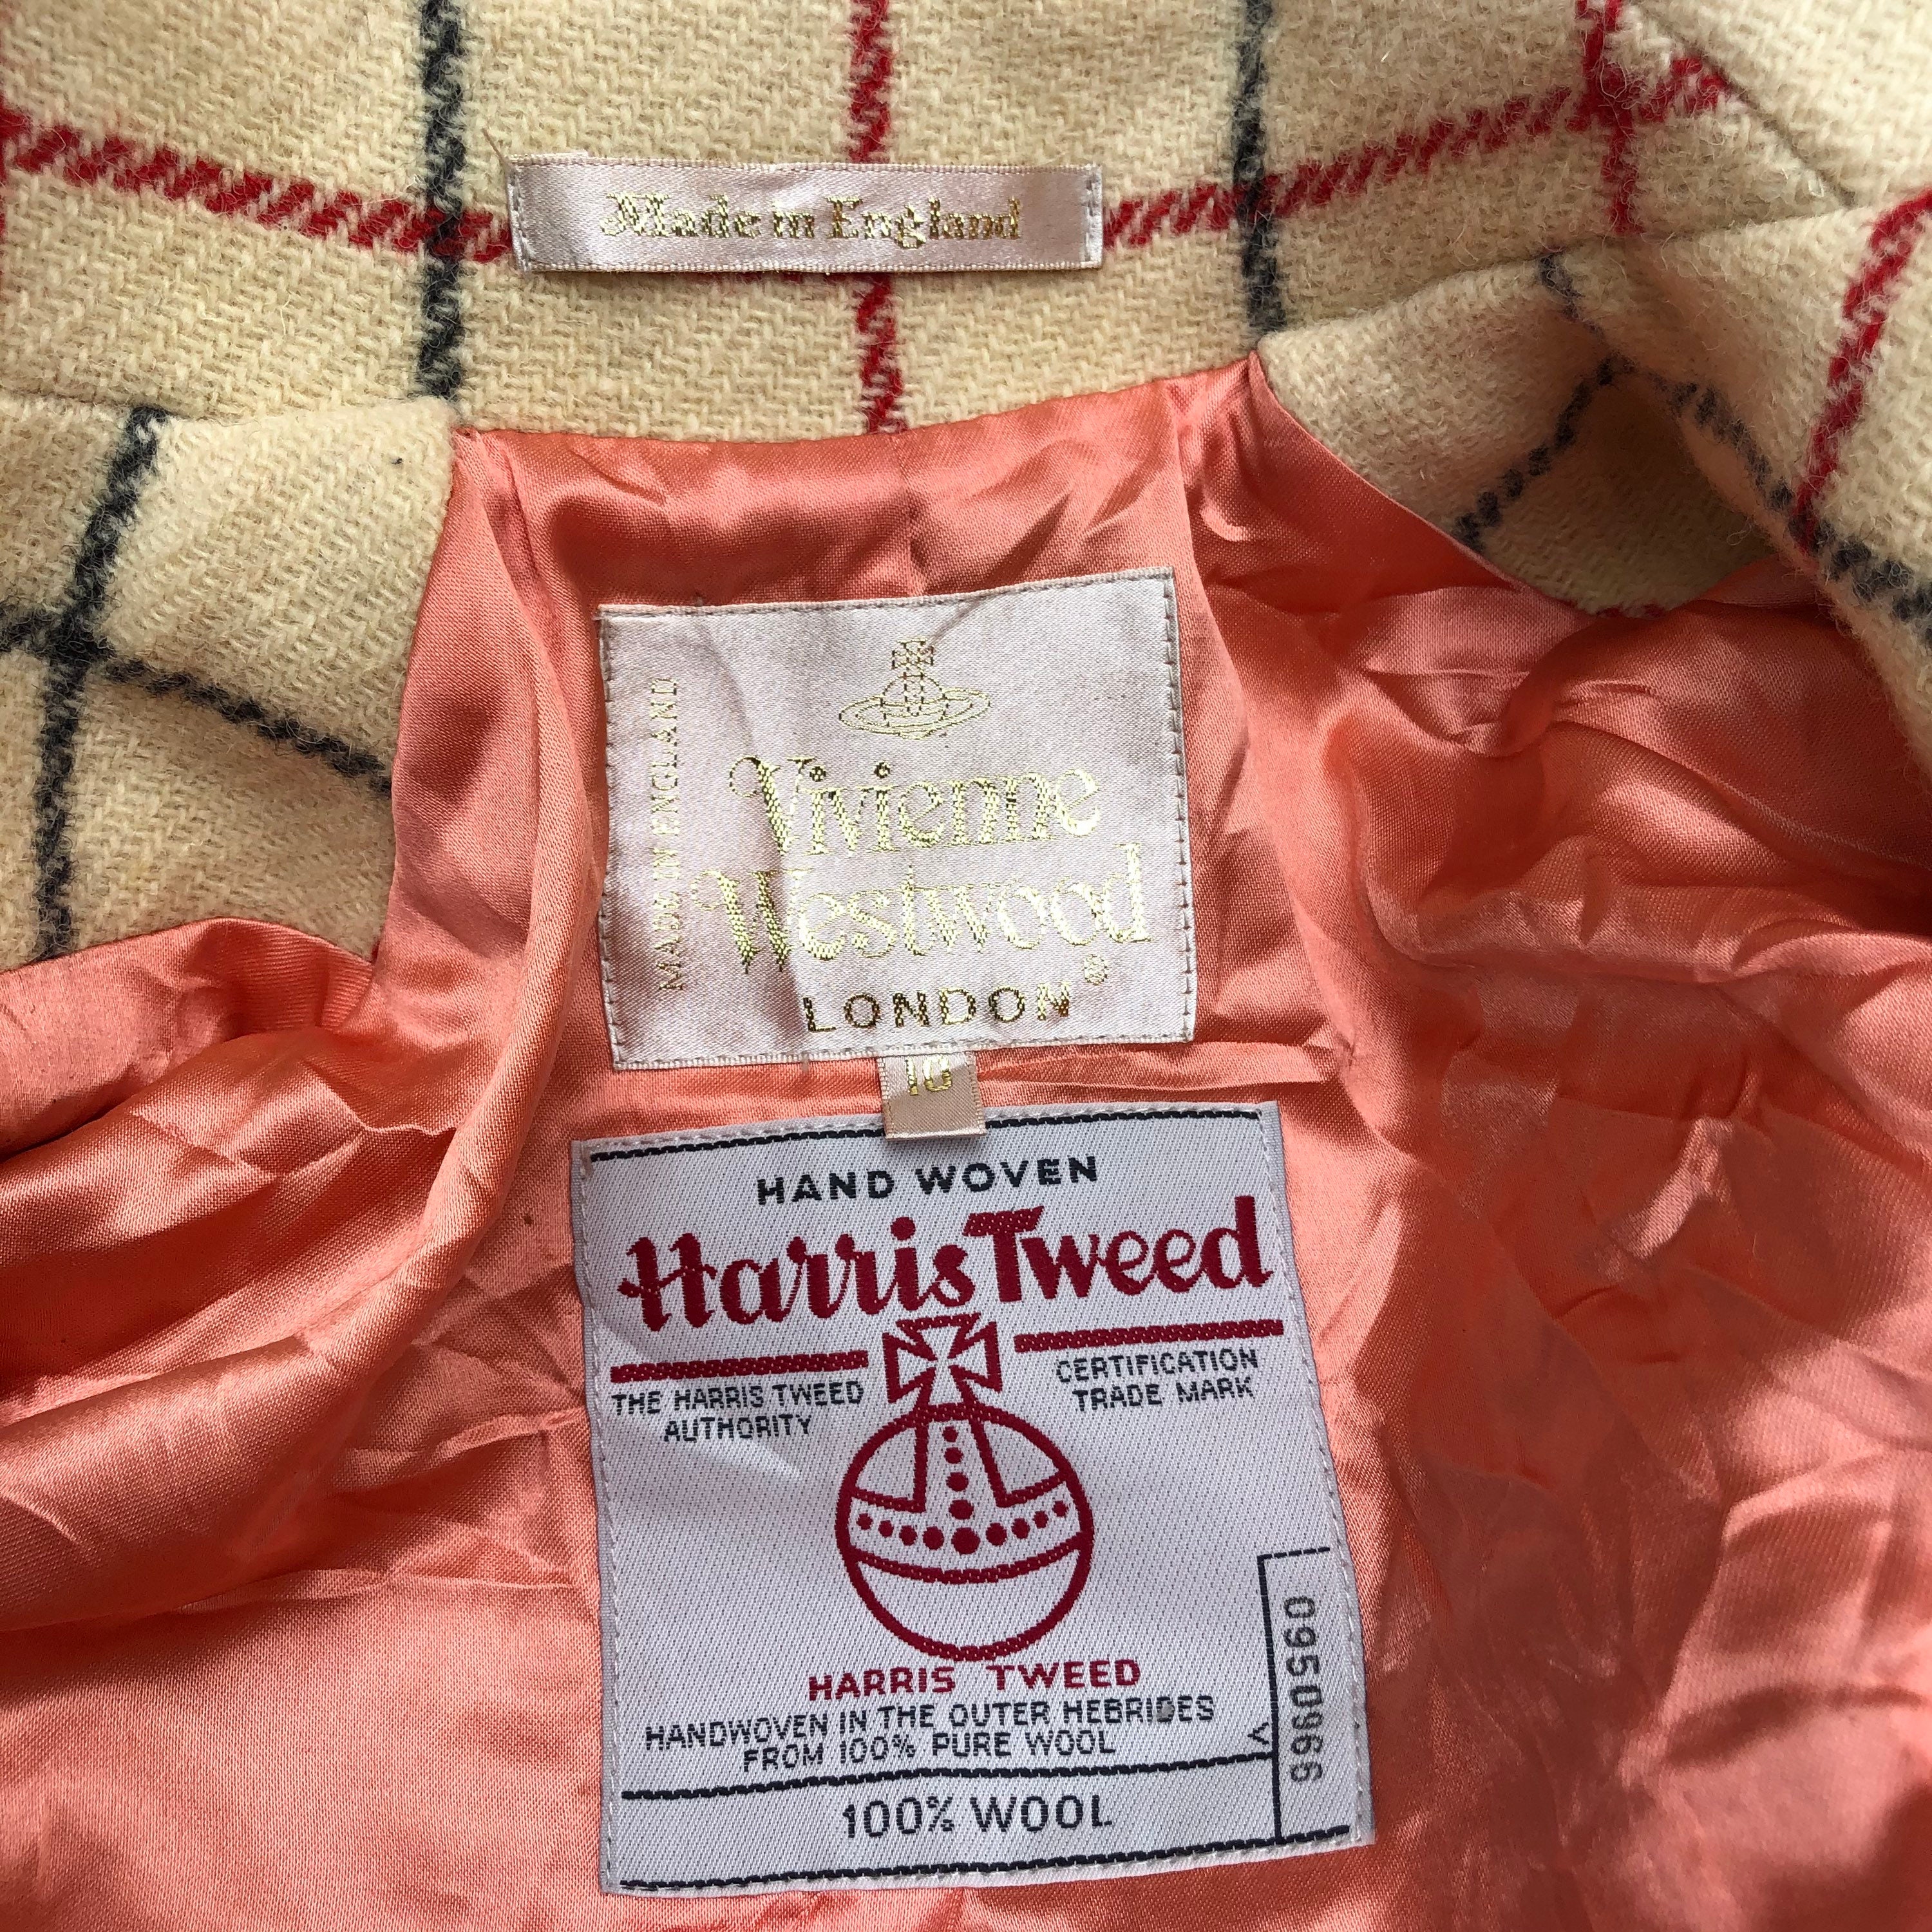 Made in England
MADE IN ENGLAND
Vivienne
Westwood
LONDON®
10
HAND WOVEN
Harris Tweed
THE HARRIS TWEED
AUTHORITY
CERTIFICATION
TRADE MARK
HARRIS TWEED
HANDWOVEN IN THE OUTER HEBRIDES
FROM 100% PURE WOOL
100% WOOL
V
0950966